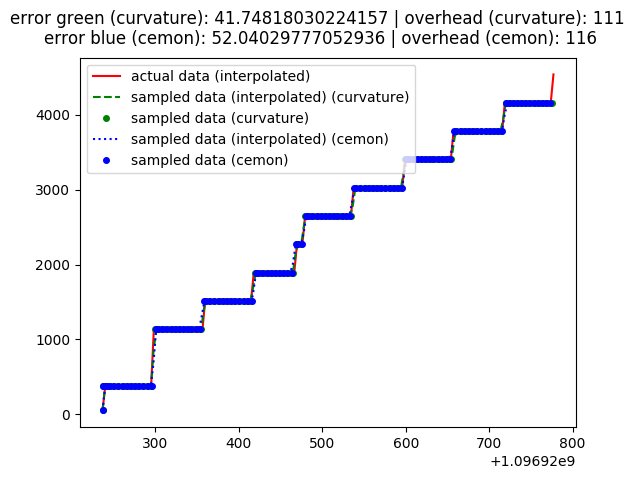 error green (curvature): 41.74818030224157 | overhead (curvature): 111
error blue (cemon): 52.04029777052936 | overhead (cemon): 116
actual data (interpolated)
sampled data (interpolated) (curvature)
sampled data (curvature)
sampled data (interpolated) (cemon)
sampled data (cemon)
4000
3000
2000
1000
0
300 400 500 600 700 800
+1.09692e9